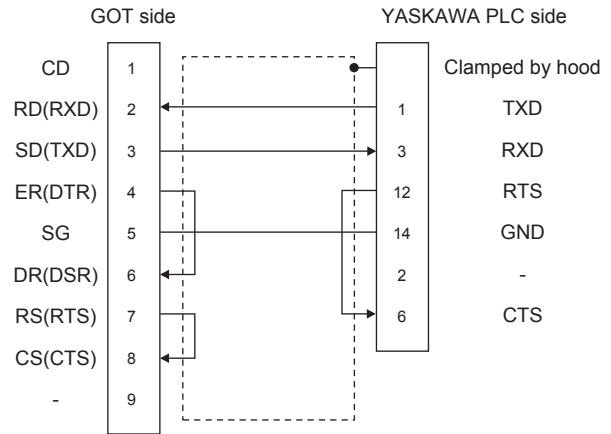 GOT side YASKAWA PLC side
CD 1 Clamped by hood
RD(RXD) 2 1 TXD
SD(TXD) 3 3 RXD
ER(DTR) 4 12 RTS
SG 5 14 GND
DR(DSR) 6 2 -
RS(RTS) 7 6 CTS
CS(CTS) 8
- 9